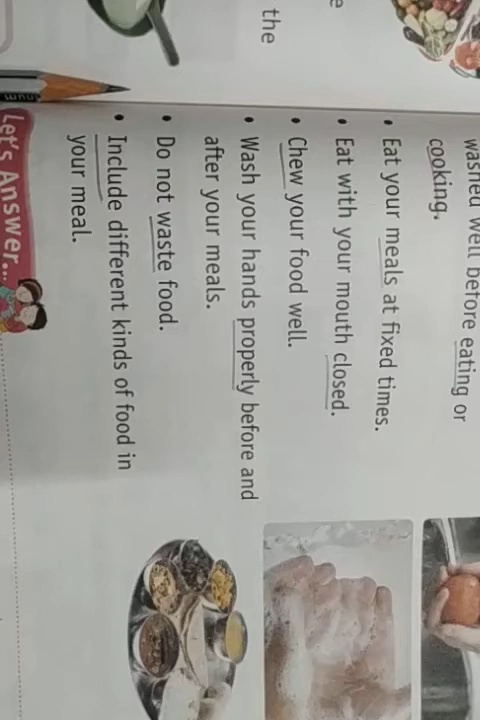 the
washed well before eating or
cooking.
• Eat your meals at fixed times.
• Eat with your mouth closed.
• Chew your food well.
• Wash your hands properly before and
after your meals.
• Do not waste food.
• Include different kinds of food in
your meal.
Let's Answer...